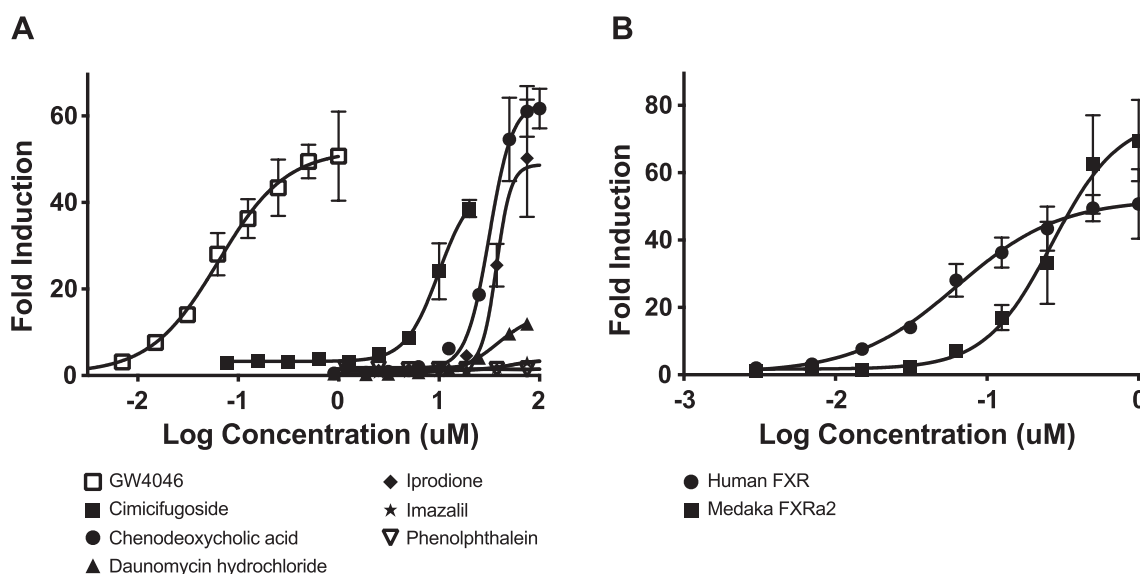 A
B
Fold Induction
60
40
20
0
-2
-1
0
1
2
Log Concentration (uM)
GW4046
Cimicifugoside
Chenodeoxycholic acid
Daunomycin hydrochloride
Iprodione
Imazalil
Phenolphthalein
Fold Induction
80
60
40
20
0
-3
-2
-1
0
Log Concentration (uM)
Human FXR
Medaka FXRa2